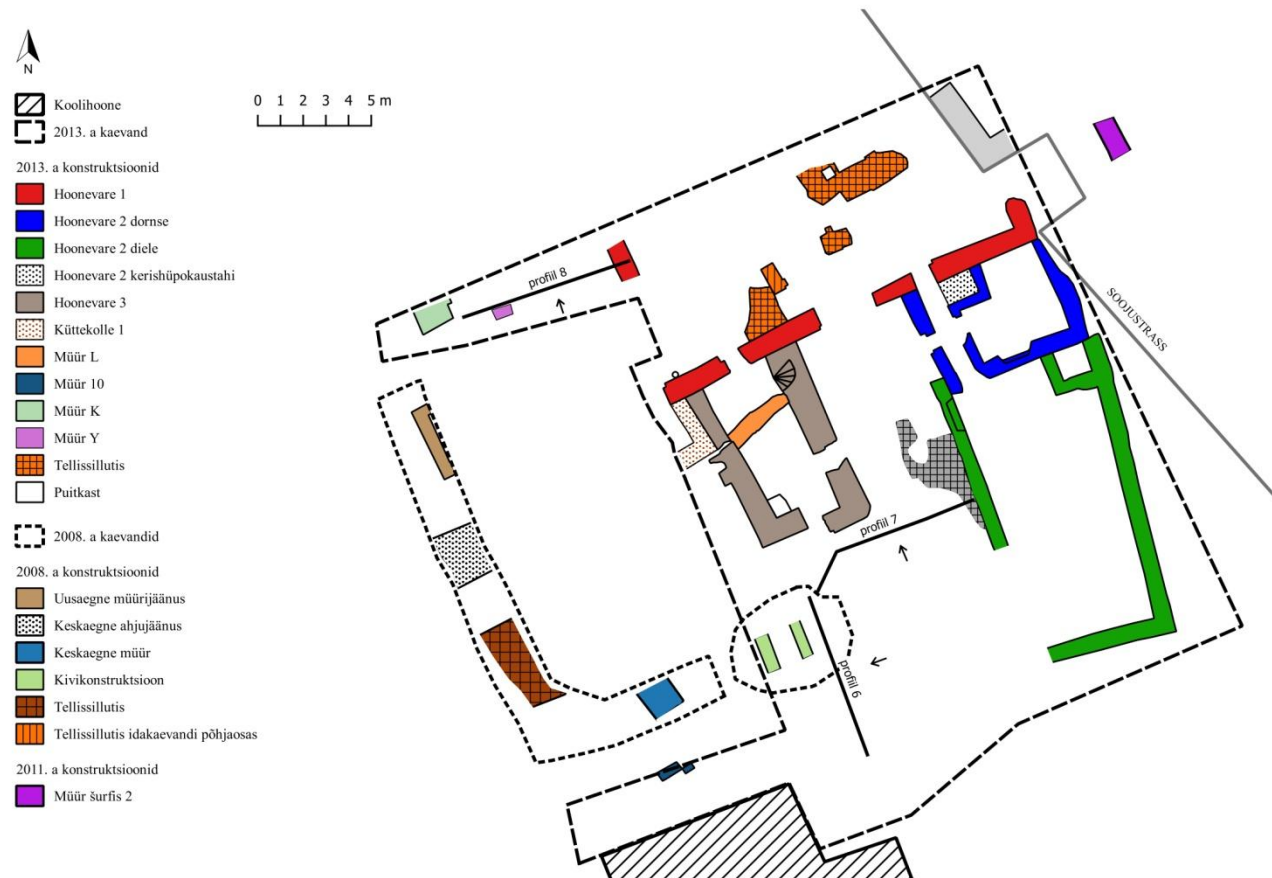 N
0 1 2 3 4 5 m
Koolihoone
2013. a kaevand
2013. a konstruktsioonid
Hoonevare 1
Hoonevare 2 dornse
Hoonevare 2 diele
Hoonevare 2 kerishüpokaustahi
Hoonevare 3
Küttekolle 1
Müür L
Müür 10
Müür K
Müür Y
Tellissillutis
Puitkast
2008. a kaevandid
2008. a konstruktsioonid
Uusaegne müürijäänus
Keskaegne ahjujäänus
Keskaegne müür
Kivikonstruktsioon
Tellissillutis
Tellissillutis idakaevandi põhjaosas
2011. a konstruktsioonid
Müür šurfis 2
profiil 8
SOOJUSTRASS
profiil 7
profiil 6